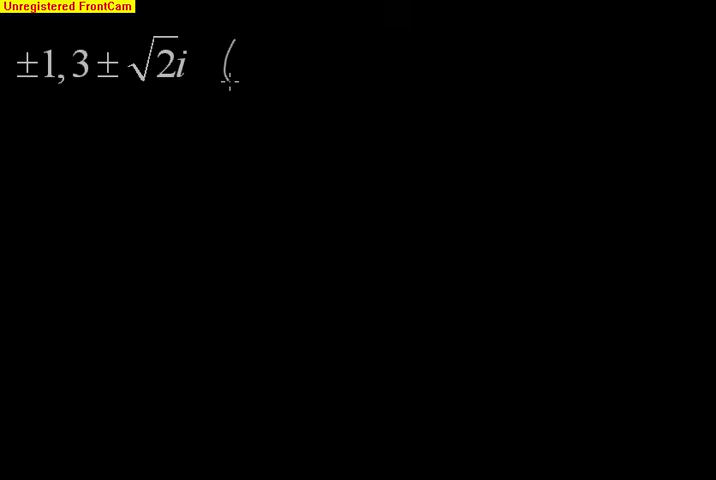 Unregistered FrontCam
±1, 3 ± √2i (